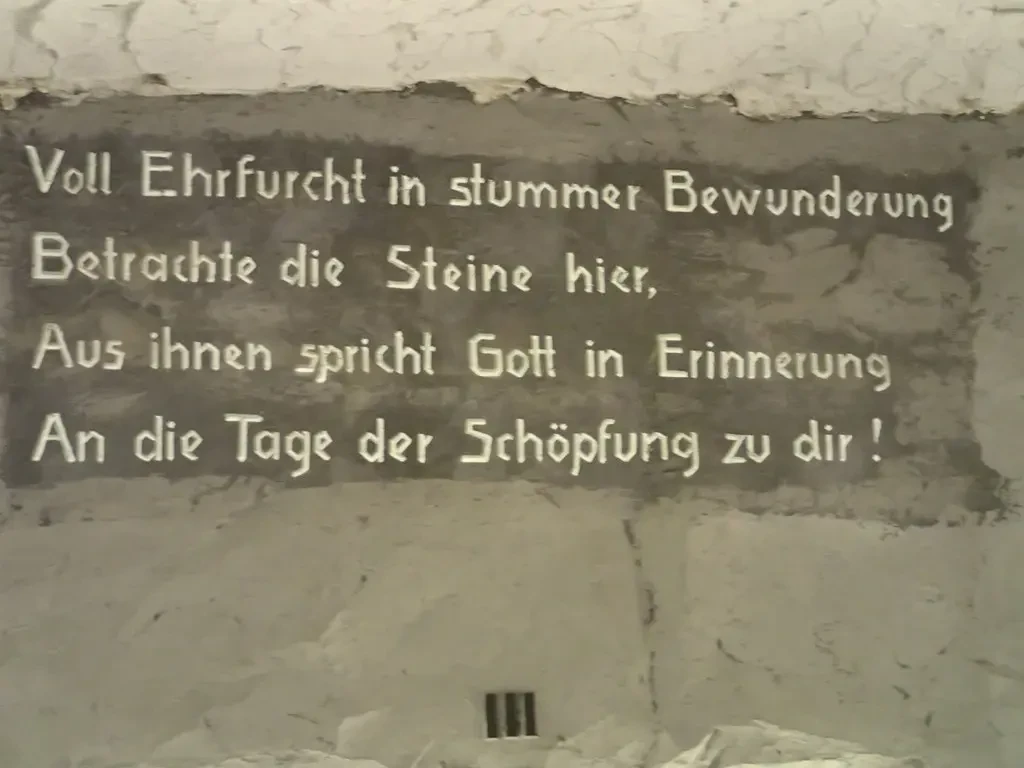 Voll Ehrfurcht in stummer Bewunderung
Betrachte die Steine hier,
Aus ihnen spricht Gott in Erinnerung
An die Tage der Schöpfung zu dir !